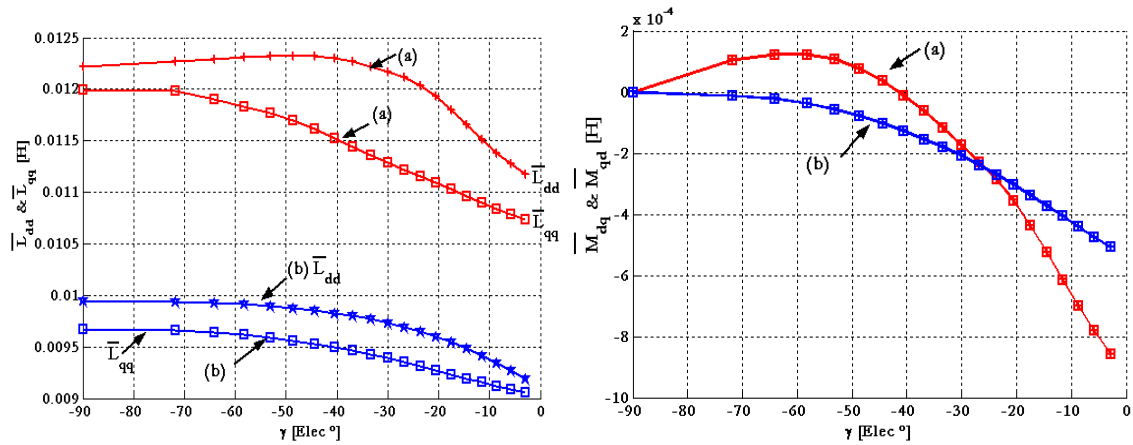 0.0125
0.012
0.0115
0.011
0.0105
0.01
0.0095
0.009
L̅dd & L̅qq [H]
(a)
(a)
L̅dd
L̅qq
(b) L̅dd
L̅qq
(b)
-90 -80 -70 -60 -50 -40 -30 -20 -10 0
γ [Elec º]
x 10⁻⁴
2
0
-2
-4
-6
-8
-10
M̅dq & M̅qd [H]
(a)
(b)
-90 -80 -70 -60 -50 -40 -30 -20 -10 0
γ [Elec º]